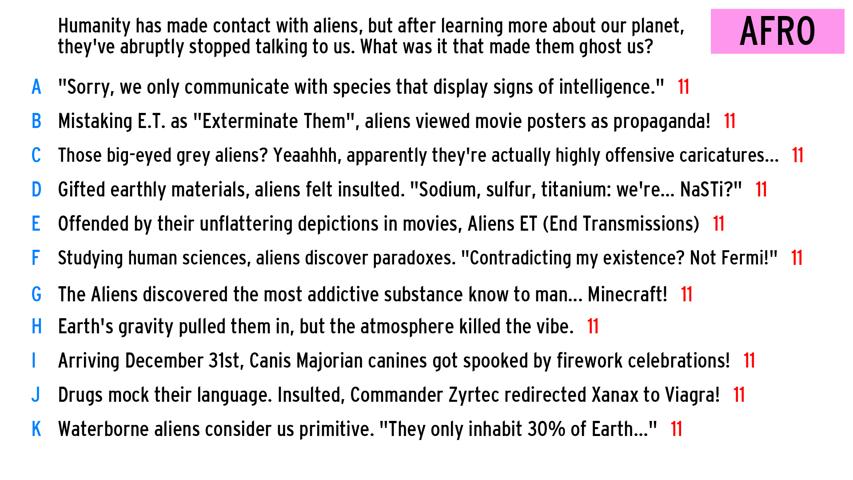 Humanity has made contact with aliens, but after learning more about our planet,
they've abruptly stopped talking to us. What was it that made them ghost us?
AFRO
A "Sorry, we only communicate with species that display signs of intelligence." 11
B Mistaking E.T. as "Exterminate Them", aliens viewed movie posters as propaganda! 11
C Those big-eyed grey aliens? Yeaahhh, apparently they're actually highly offensive caricatures... 11
D Gifted earthly materials, aliens felt insulted. "Sodium, sulfur, titanium: we're... NaSTi?" 11
E Offended by their unflattering depictions in movies, Aliens ET (End Transmissions) 11
F Studying human sciences, aliens discover paradoxes. "Contradicting my existence? Not Fermi!" 11
G The Aliens discovered the most addictive substance know to man... Minecraft! 11
H Earth's gravity pulled them in, but the atmosphere killed the vibe. 11
I Arriving December 31st, Canis Majorian canines got spooked by firework celebrations! 11
J Drugs mock their language. Insulted, Commander Zyrtec redirected Xanax to Viagra! 11
K Waterborne aliens consider us primitive. "They only inhabit 30% of Earth..." 11